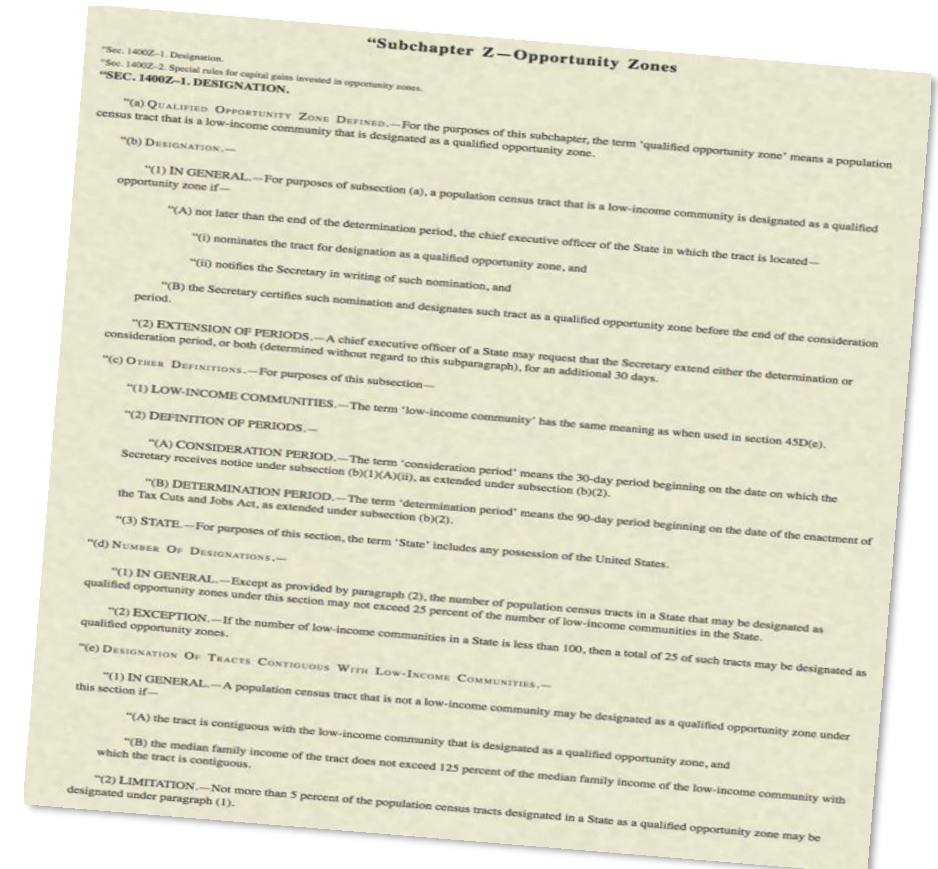 “Subchapter Z—Opportunity Zones
“Sec. 1400Z–1. Designation.
“Sec. 1400Z–2. Special rules for capital gains invested in opportunity zones.
“SEC. 1400Z–1. DESIGNATION.
“(a) QUALIFIED OPPORTUNITY ZONE DEFINED.—For the purposes of this subchapter, the term ‘qualified opportunity zone’ means a population
census tract that is a low-income community that is designated as a qualified opportunity zone.
“(b) DESIGNATION.—
“(1) IN GENERAL.—For purposes of subsection (a), a population census tract that is a low-income community is designated as a qualified
opportunity zone if—
“(A) not later than the end of the determination period, the chief executive officer of the State in which the tract is located—
“(i) nominates the tract for designation as a qualified opportunity zone, and
“(ii) notifies the Secretary in writing of such nomination, and
“(B) the Secretary certifies such nomination and designates such tract as a qualified opportunity zone before the end of the consideration
period.
“(2) EXTENSION OF PERIODS.—A chief executive officer of a State may request that the Secretary extend either the determination or
consideration period, or both (determined without regard to this subparagraph), for an additional 30 days.
“(c) OTHER DEFINITIONS.—For purposes of this subsection—
“(1) LOW-INCOME COMMUNITIES.—The term ‘low-income community’ has the same meaning as when used in section 45D(e).
“(2) DEFINITION OF PERIODS.—
“(A) CONSIDERATION PERIOD.—The term ‘consideration period’ means the 30-day period beginning on the date on which the
Secretary receives notice under subsection (b)(1)(A)(ii), as extended under subsection (b)(2).
“(B) DETERMINATION PERIOD.—The term ‘determination period’ means the 90-day period beginning on the date of the enactment of
the Tax Cuts and Jobs Act, as extended under subsection (b)(2).
“(3) STATE.—For purposes of this section, the term ‘State’ includes any possession of the United States.
“(d) NUMBER OF DESIGNATIONS.—
“(1) IN GENERAL.—Except as provided by paragraph (2), the number of population census tracts in a State that may be designated as
qualified opportunity zones under this section may not exceed 25 percent of the number of low-income communities in the State.
“(2) EXCEPTION.—If the number of low-income communities in a State is less than 100, then a total of 25 of such tracts may be designated as
qualified opportunity zones.
“(e) DESIGNATION OF TRACTS CONTIGUOUS WITH LOW-INCOME COMMUNITIES.—
“(1) IN GENERAL.—A population census tract that is not a low-income community may be designated as a qualified opportunity zone under
this section if—
“(A) the tract is contiguous with the low-income community that is designated as a qualified opportunity zone, and
“(B) the median family income of the tract does not exceed 125 percent of the median family income of the low-income community with
which the tract is contiguous.
“(2) LIMITATION.—Not more than 5 percent of the population census tracts designated in a State as a qualified opportunity zone may be
designated under paragraph (1).